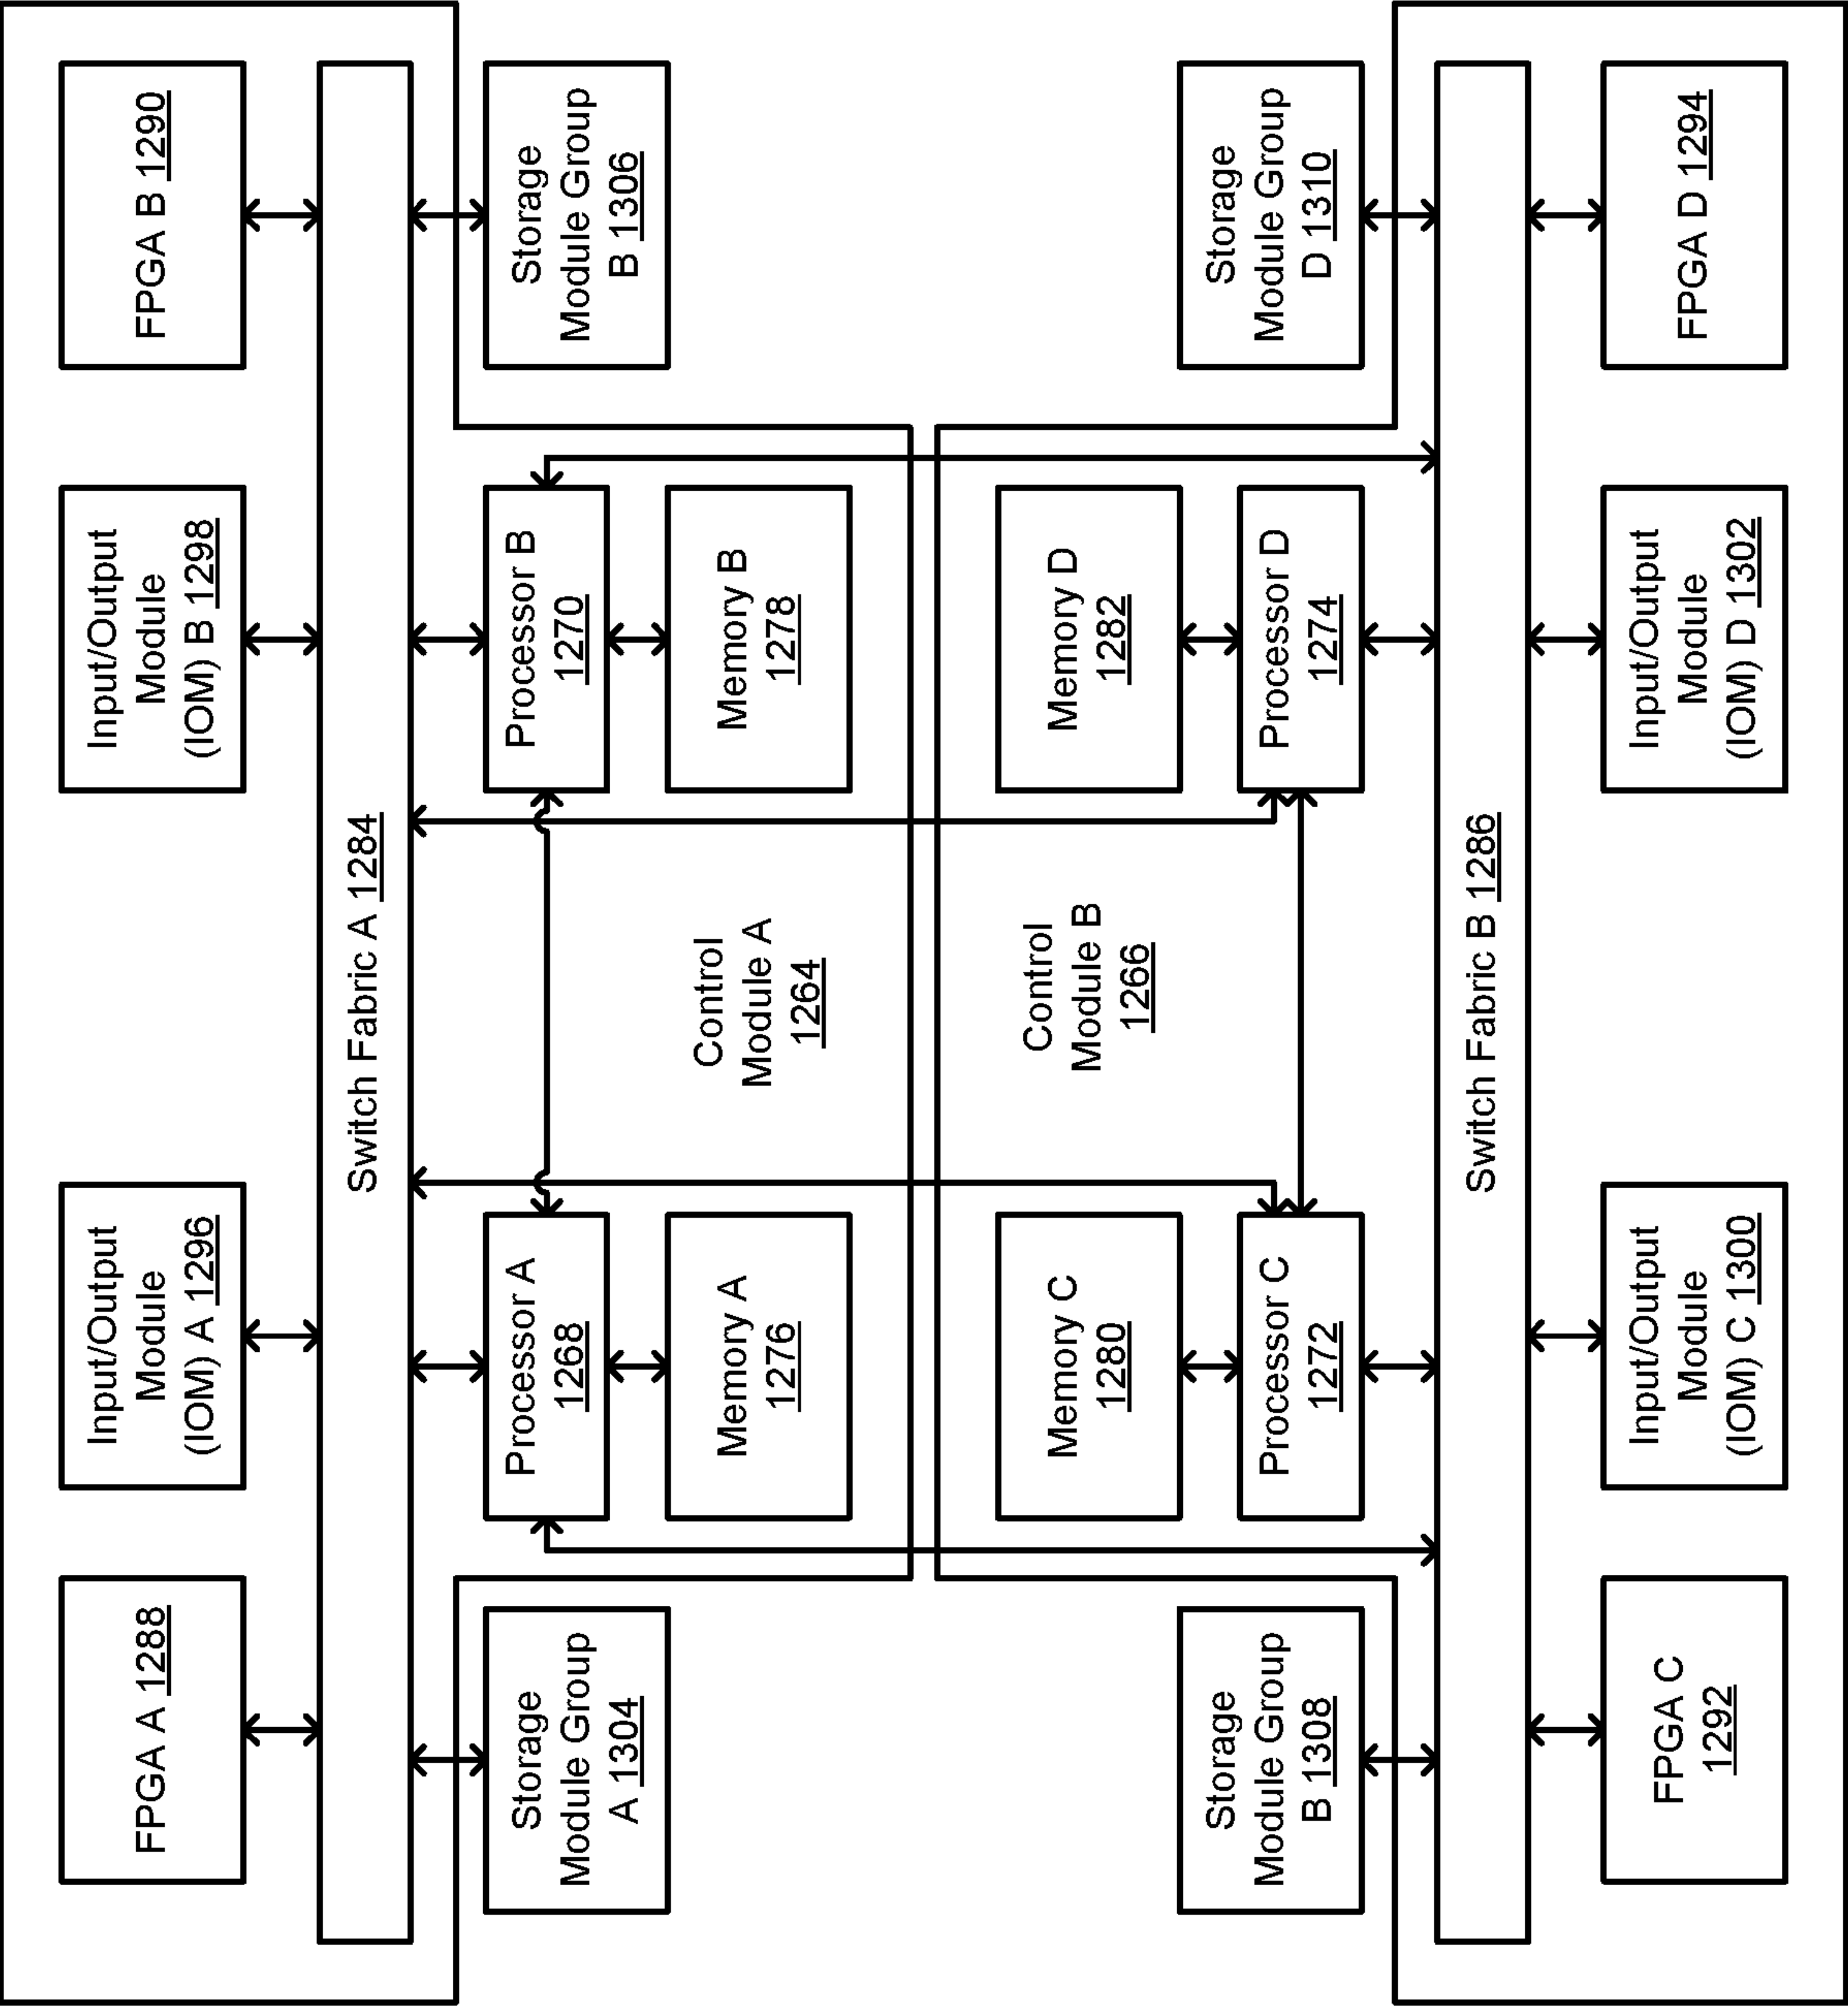 FPGA A 1288
Input/Output
Module
(IOM) A 1296
Input/Output
Module
(IOM) B 1298
FPGA B 1290
Switch Fabric A 1284
Storage
Module Group
A 1304
Processor A
1268
Processor B
1270
Storage
Module Group
B 1306
Memory A
1276
Control
Module A
1264
Memory B
1278
Memory C
1280
Control
Module B
1266
Memory D
1282
Storage
Module Group
B 1308
Processor C
1272
Processor D
1274
Storage
Module Group
D 1310
Switch Fabric B 1286
FPGA C
1292
Input/Output
Module
(IOM) C 1300
Input/Output
Module
(IOM) D 1302
FPGA D 1294